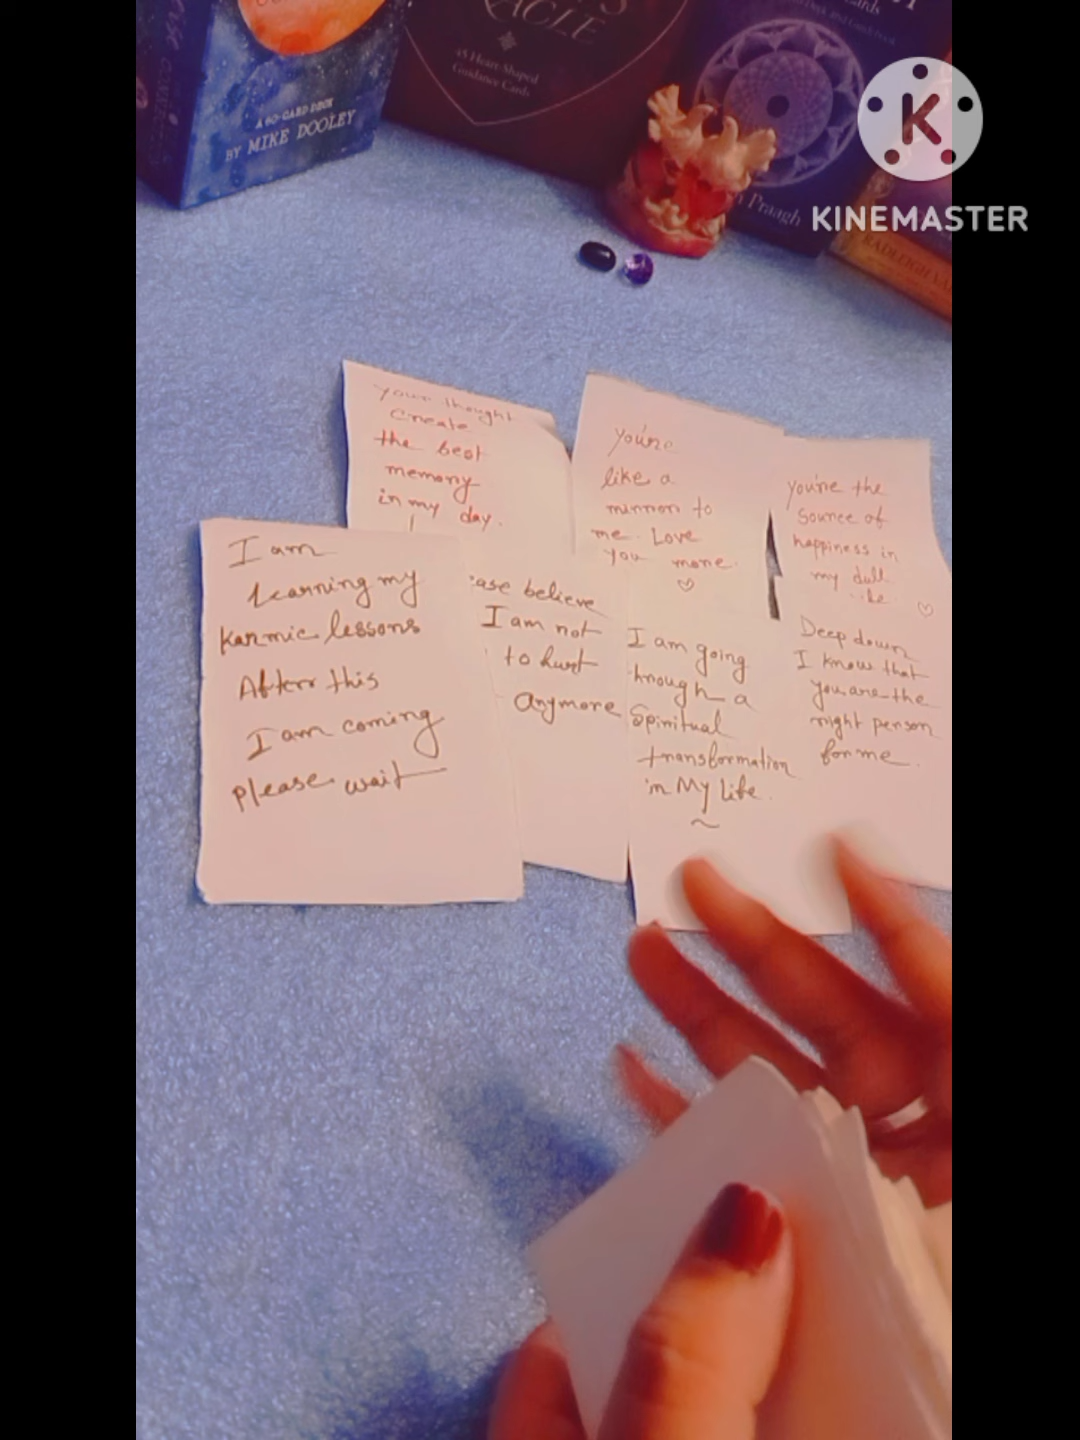 A 60-CARD DECK
BY MIKE DOOLEY
45 Heart-Shaped
Guidance Cards
Praagh
K
KINEMASTER
your thought
Create
the best
memory
in my day.
you're
like a
mirror to
me. Love
you more.
you're the
source of
happiness in
my dull
I am
learning my
karmic lessons
After this
I am coming
please wait
believe
I am not
to hurt
anymore
I am going
through a
Spiritual
transformation
in My life.
Deep down
I know that
you are the
right person
for me.